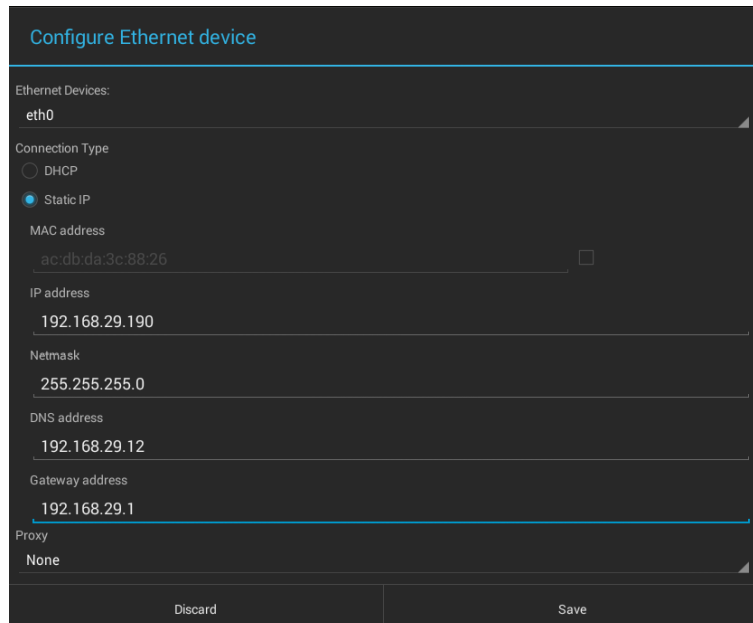 Configure Ethernet device
Ethernet Devices:
eth0
Connection Type
DHCP
Static IP
MAC address
ac:db:da:3c:88:26
IP address
192.168.29.190
Netmask
255.255.255.0
DNS address
192.168.29.12
Gateway address
192.168.29.1
Proxy
None
Discard Save